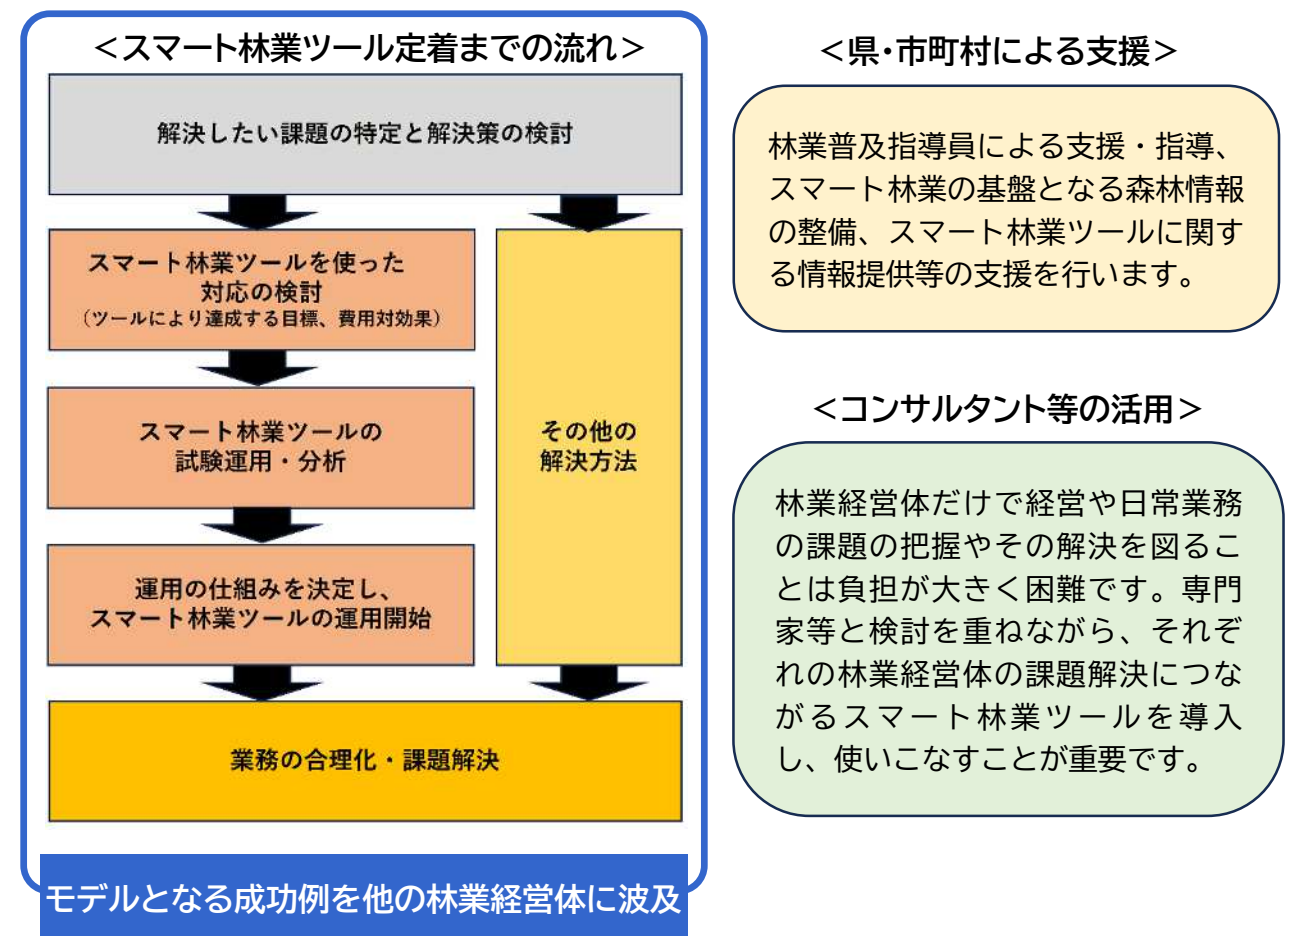 ＜スマート林業ツール定着までの流れ＞
解決したい課題の特定と解決策の検討
スマート林業ツールを使った
対応の検討
（ツールにより達成する目標、費用対効果）
スマート林業ツールの
試験運用・分析
運用の仕組みを決定し、
スマート林業ツールの運用開始
その他の
解決方法
業務の合理化・課題解決
モデルとなる成功例を他の林業経営体に波及
＜県・市町村による支援＞
林業普及指導員による支援・指導、
スマート林業の基盤となる森林情報
の整備、スマート林業ツールに関す
る情報提供等の支援を行います。
＜コンサルタント等の活用＞
林業経営体だけで経営や日常業務
の課題の把握やその解決を図るこ
とは負担が大きく困難です。専門
家等と検討を重ねながら、それぞ
れの林業経営体の課題解決につな
がるスマート林業ツールを導入
し、使いこなすことが重要です。